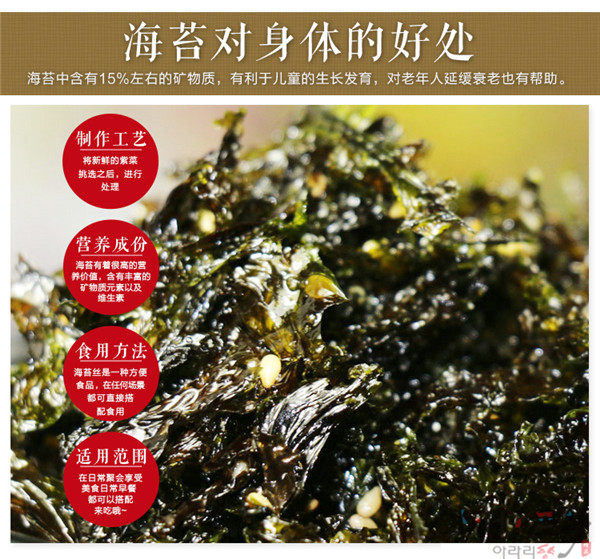 海苔对身体的好处
海苔中含有15%左右的矿物质，有利于儿童的生长发育，对老年人延缓衰老也有帮助。
制作工艺
将新鲜的紫菜
挑选之后，进行
处理
营养成份
海苔有着很高的营
养价值，含有丰富的
矿物质元素以及
维生素
食用方法
海苔丝是一种方便
食品，在任何场景
都可直接搭
配食用
适用范围
在日常聚会享受
美食日常早餐
都可以搭配
来吃哦~
아라리